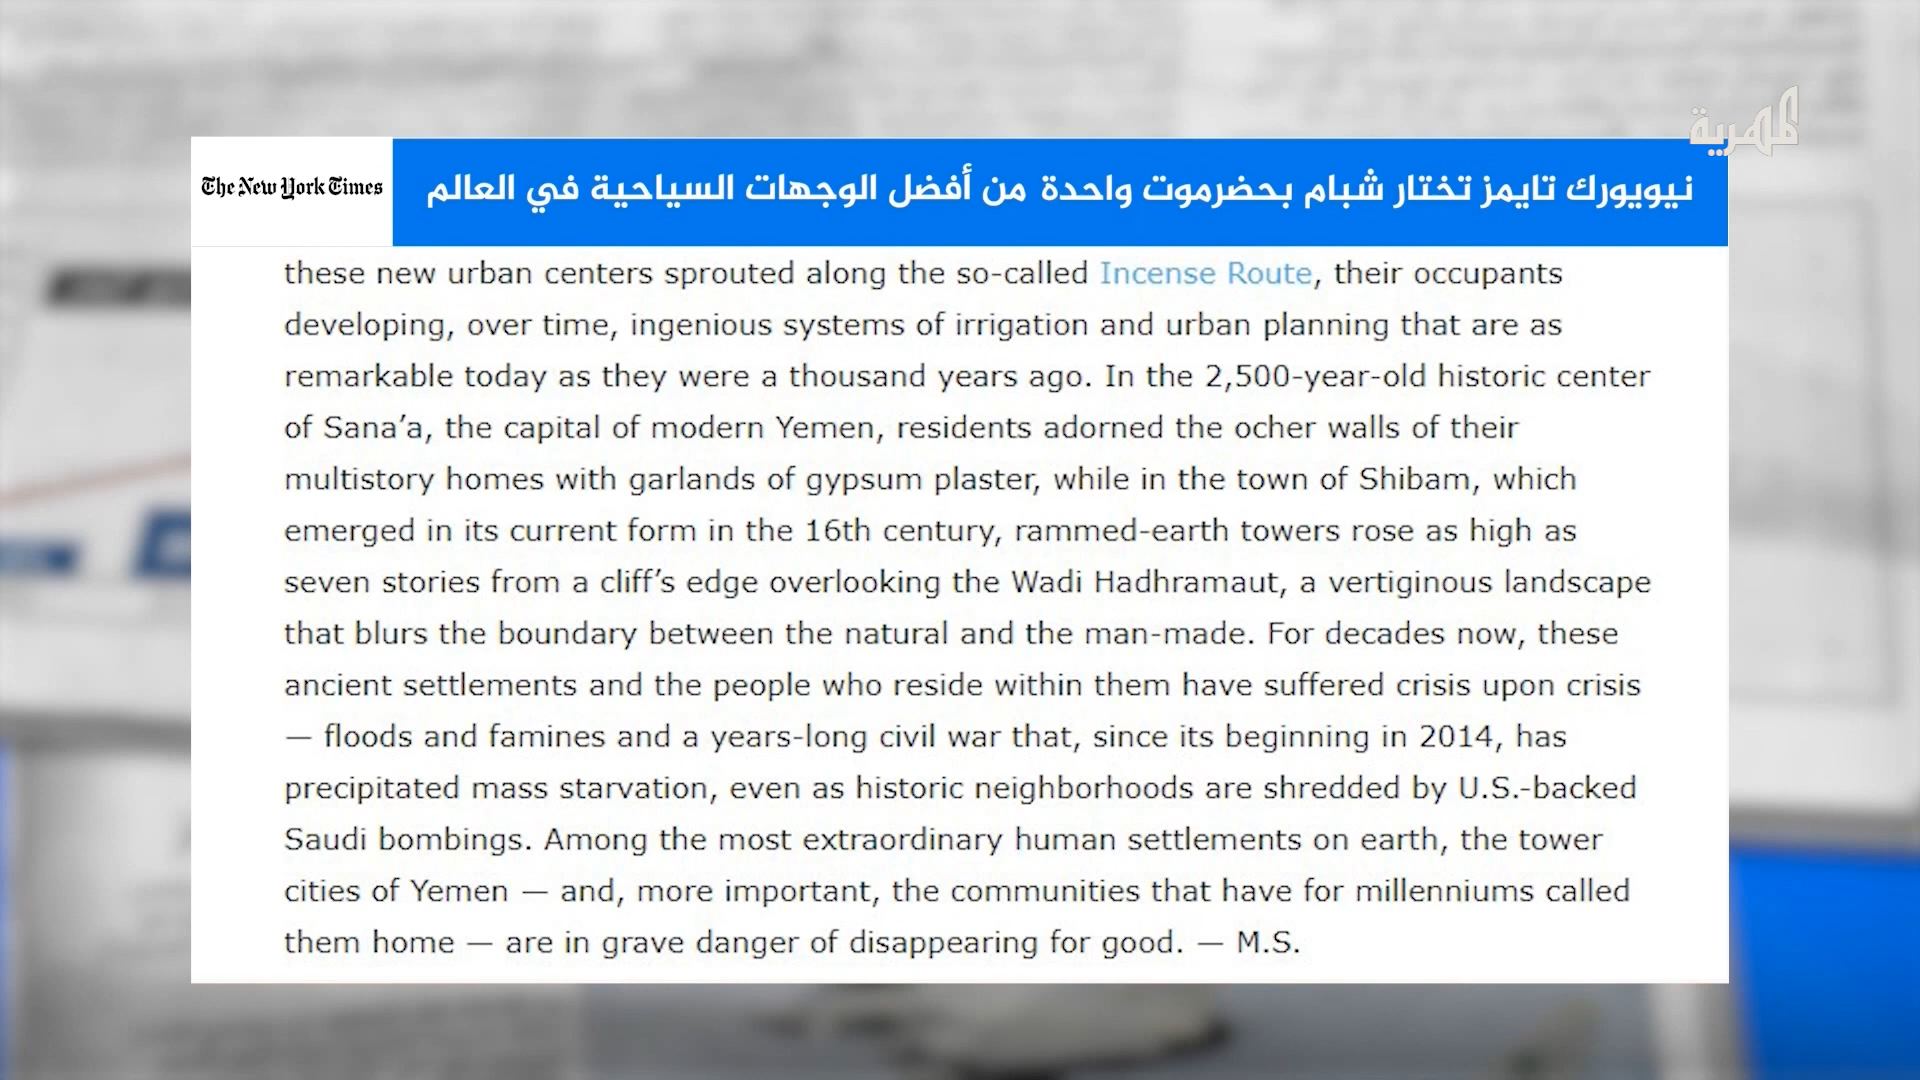 المهرية
The New York Times
نيويورك تايمز تختار شبام بحضرموت واحدة من أفضل الوجهات السياحية في العالم
these new urban centers sprouted along the so-called Incense Route, their occupants
developing, over time, ingenious systems of irrigation and urban planning that are as
remarkable today as they were a thousand years ago. In the 2,500-year-old historic center
of Sana’a, the capital of modern Yemen, residents adorned the ocher walls of their
multistory homes with garlands of gypsum plaster, while in the town of Shibam, which
emerged in its current form in the 16th century, rammed-earth towers rose as high as
seven stories from a cliff’s edge overlooking the Wadi Hadhramaut, a vertiginous landscape
that blurs the boundary between the natural and the man-made. For decades now, these
ancient settlements and the people who reside within them have suffered crisis upon crisis
— floods and famines and a years-long civil war that, since its beginning in 2014, has
precipitated mass starvation, even as historic neighborhoods are shredded by U.S.-backed
Saudi bombings. Among the most extraordinary human settlements on earth, the tower
cities of Yemen — and, more important, the communities that have for millenniums called
them home — are in grave danger of disappearing for good. — M.S.